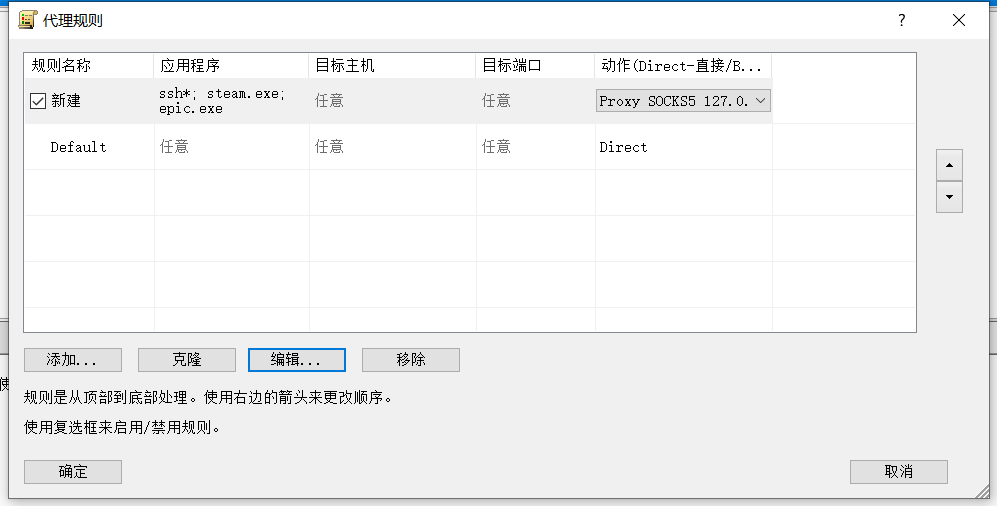 代理规则
?
规则名称 应用程序 目标主机 目标端口 动作(Direct-直接/B...
新建 ssh*; steam.exe; 任意 任意 Proxy SOCKS5 127.0.
epic.exe
Default 任意 任意 任意 Direct
添加... 克隆 编辑... 移除
规则是从顶部到底部处理。使用右边的箭头来更改顺序。
使用复选框来启用/禁用规则。
确定 取消